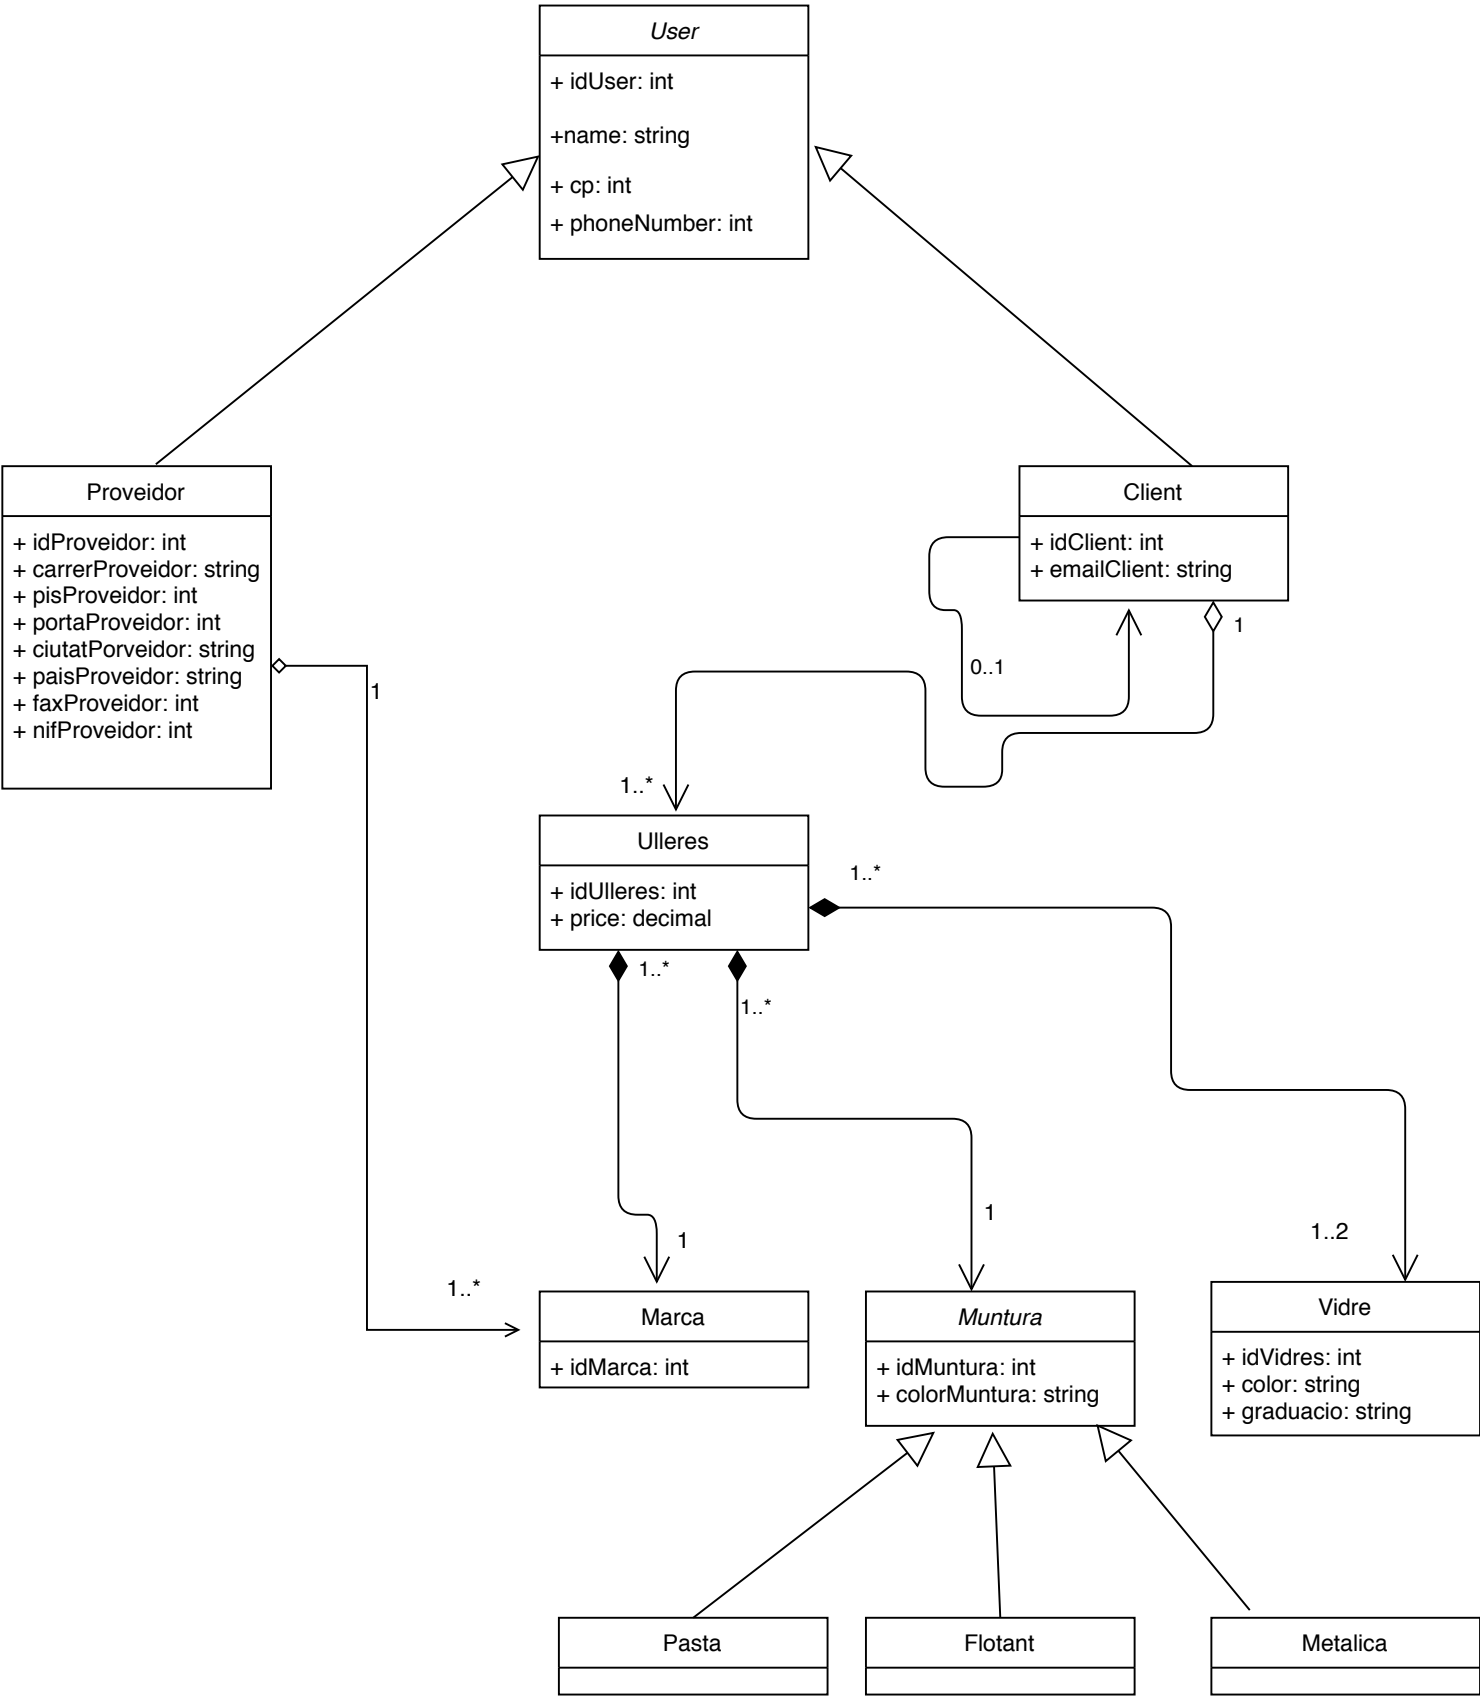 User
+ idUser: int
+name: string
+ cp: int
+ phoneNumber: int
Proveidor
+ idProveidor: int
+ carrerProveidor: string
+ pisProveidor: int
+ portaProveidor: int
+ ciutatPorveidor: string
+ paisProveidor: string
+ faxProveidor: int
+ nifProveidor: int
1
1..*
Client
+ idClient: int
+ emailClient: string
1
0..1
1..*
Ulleres
+ idUlleres: int
+ price: decimal
1..*
1..*
1..*
1
1
1..2
Marca
+ idMarca: int
Muntura
+ idMuntura: int
+ colorMuntura: string
Vidre
+ idVidres: int
+ color: string
+ graduacio: string
Pasta
Flotant
Metalica